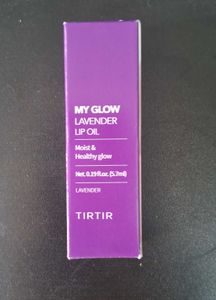 MY GLOW
LAVENDER
LIP OIL
Moist &
Healthy glow
Net. 0.19 fl.oz. (5.7ml)
LAVENDER
TIRTIR